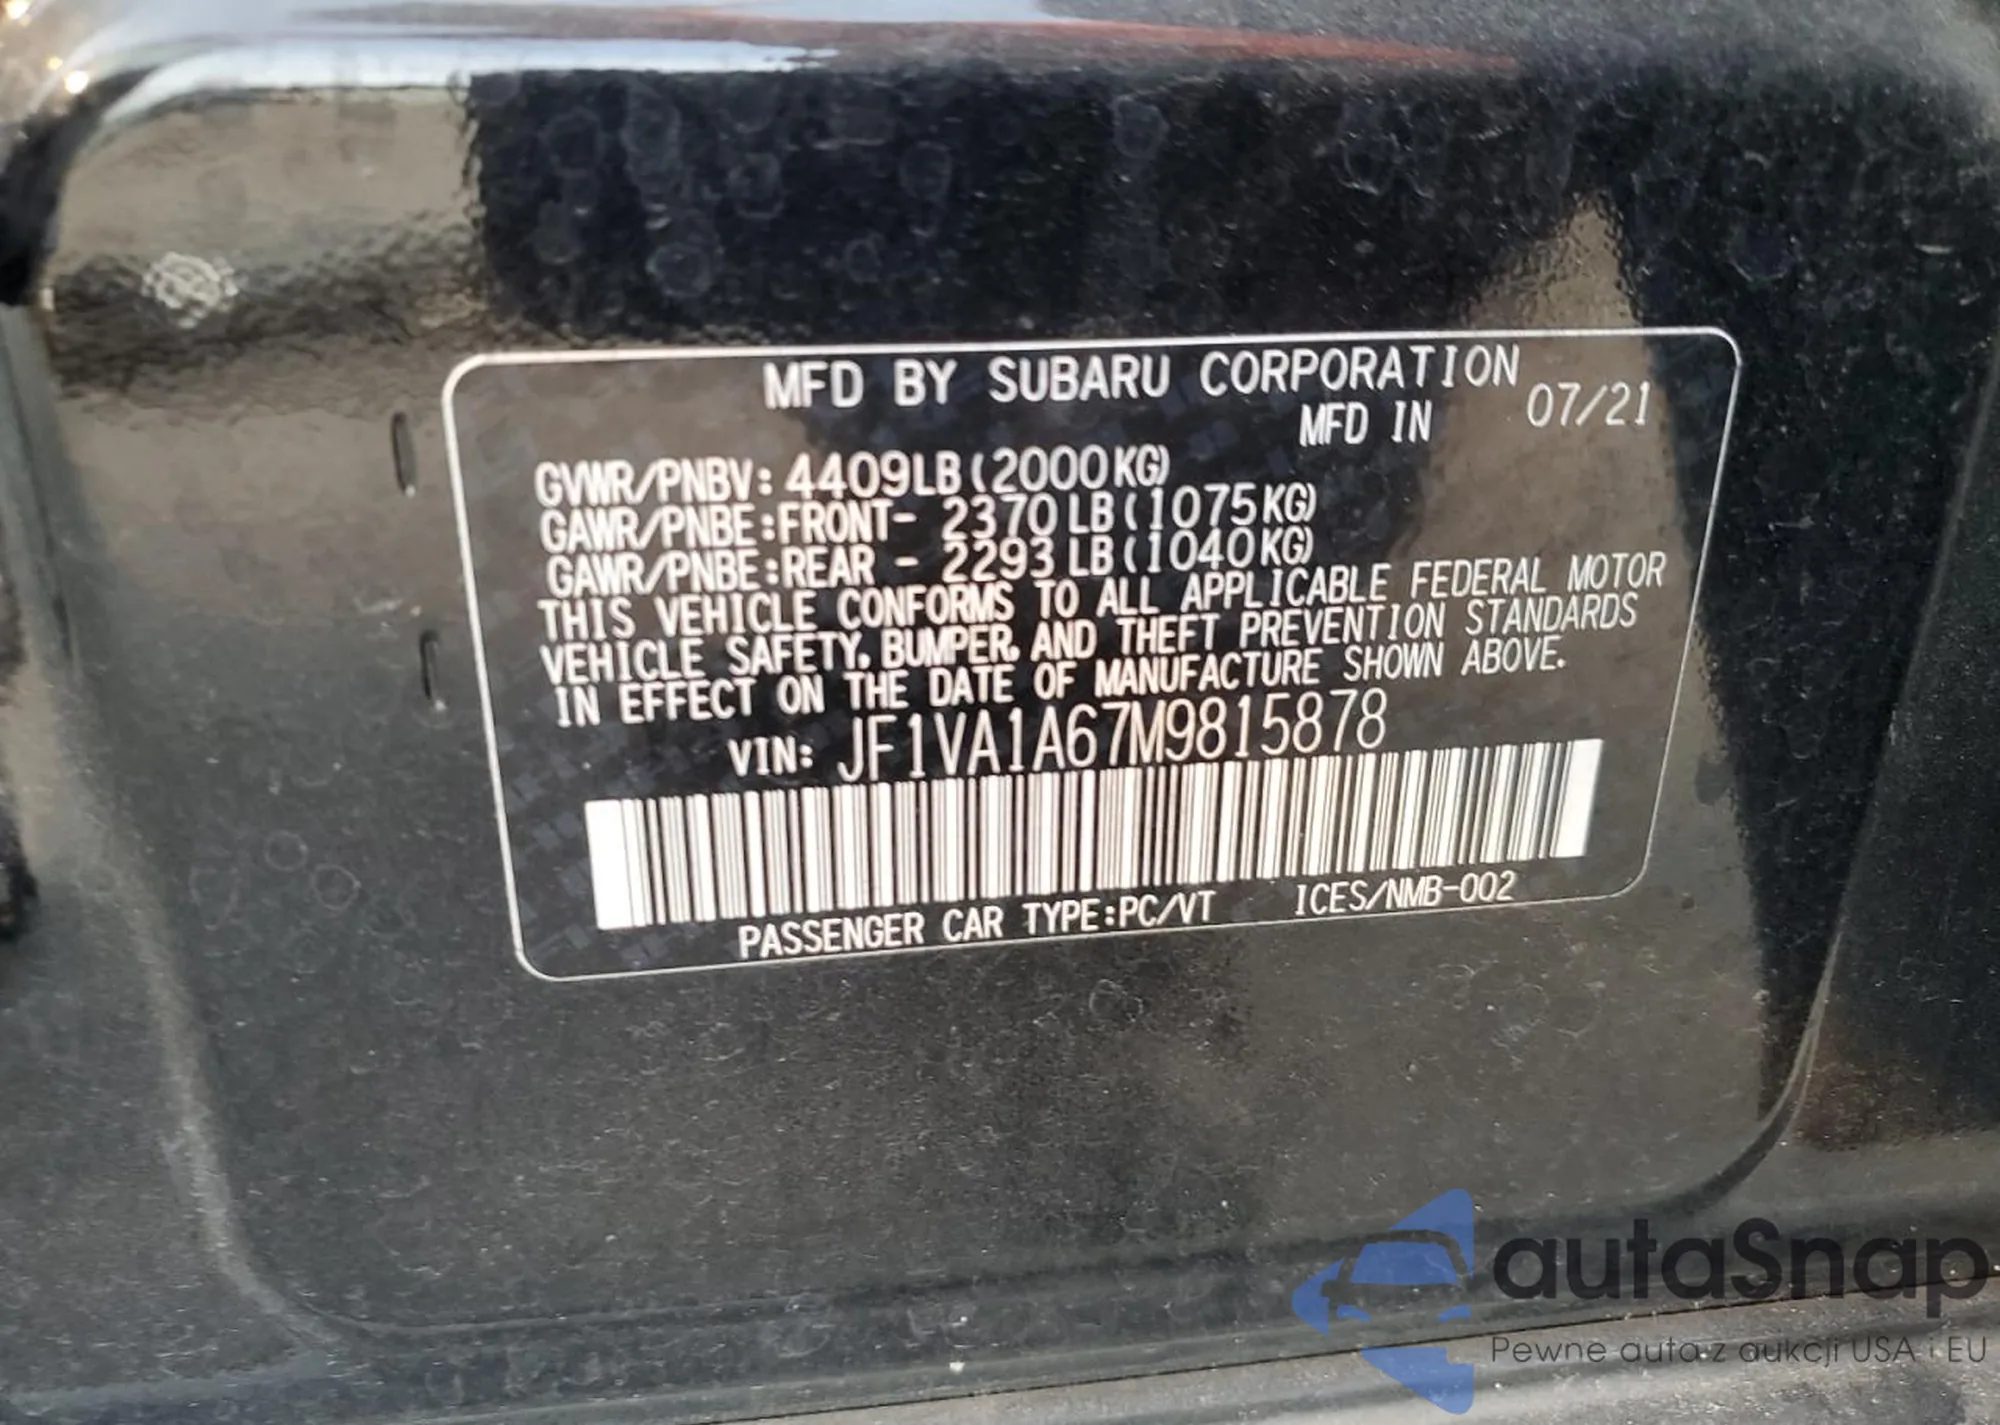 MFD BY SUBARU CORPORATION
MFD IN 07/21
GVWR/PNBV: 4409LB (2000KG)
GAWR/PNBE:FRONT- 2370 LB (1075KG)
GAWR/PNBE:REAR - 2293 LB (1040KG)
THIS VEHICLE CONFORMS TO ALL APPLICABLE FEDERAL MOTOR
VEHICLE SAFETY, BUMPER, AND THEFT PREVENTION STANDARDS
IN EFFECT ON THE DATE OF MANUFACTURE SHOWN ABOVE.
VIN: JF1VA1A67M9815878
PASSENGER CAR TYPE:PC/VT ICES/NMB-002
autaSnap
Pewne auta z aukcji USA i EU